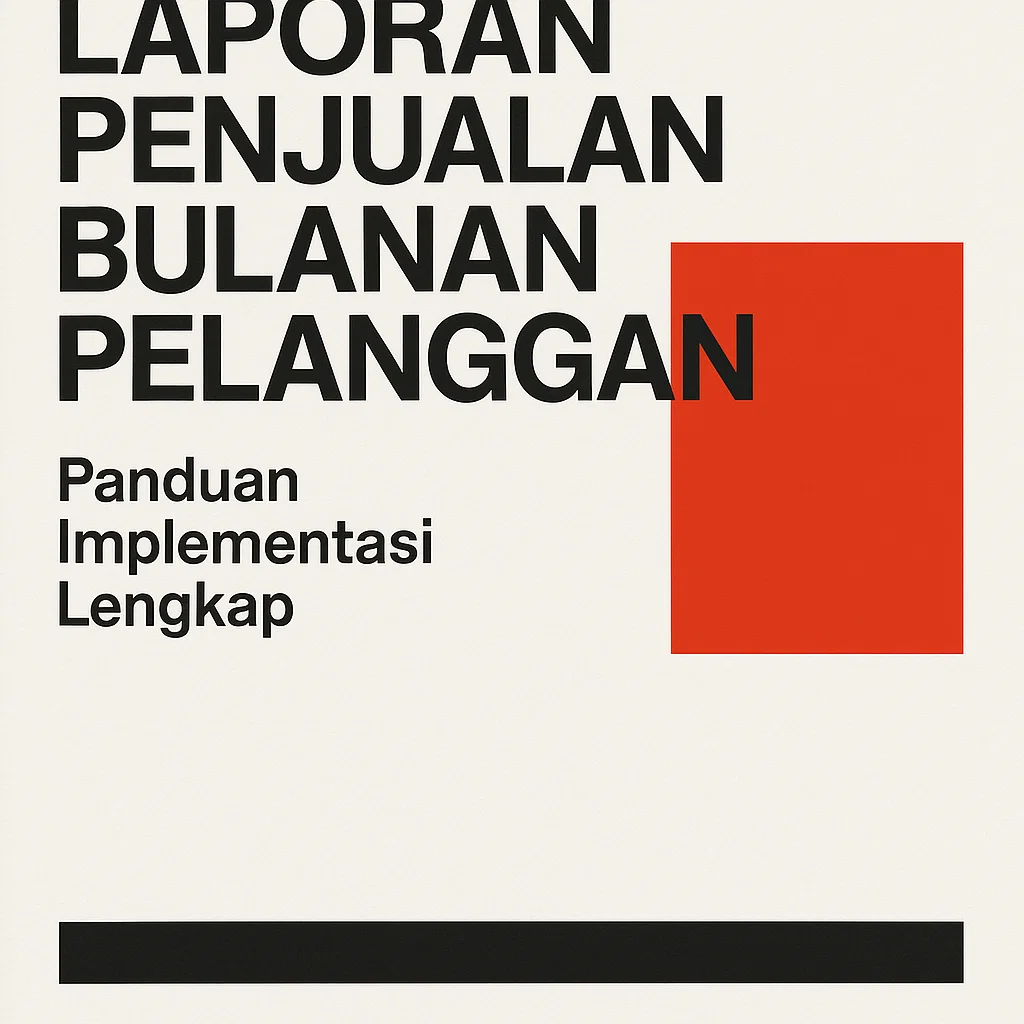 LAPORAN
PENJUALAN
BULANAN
PELANGGAN
Panduan
Implementasi
Lengkap